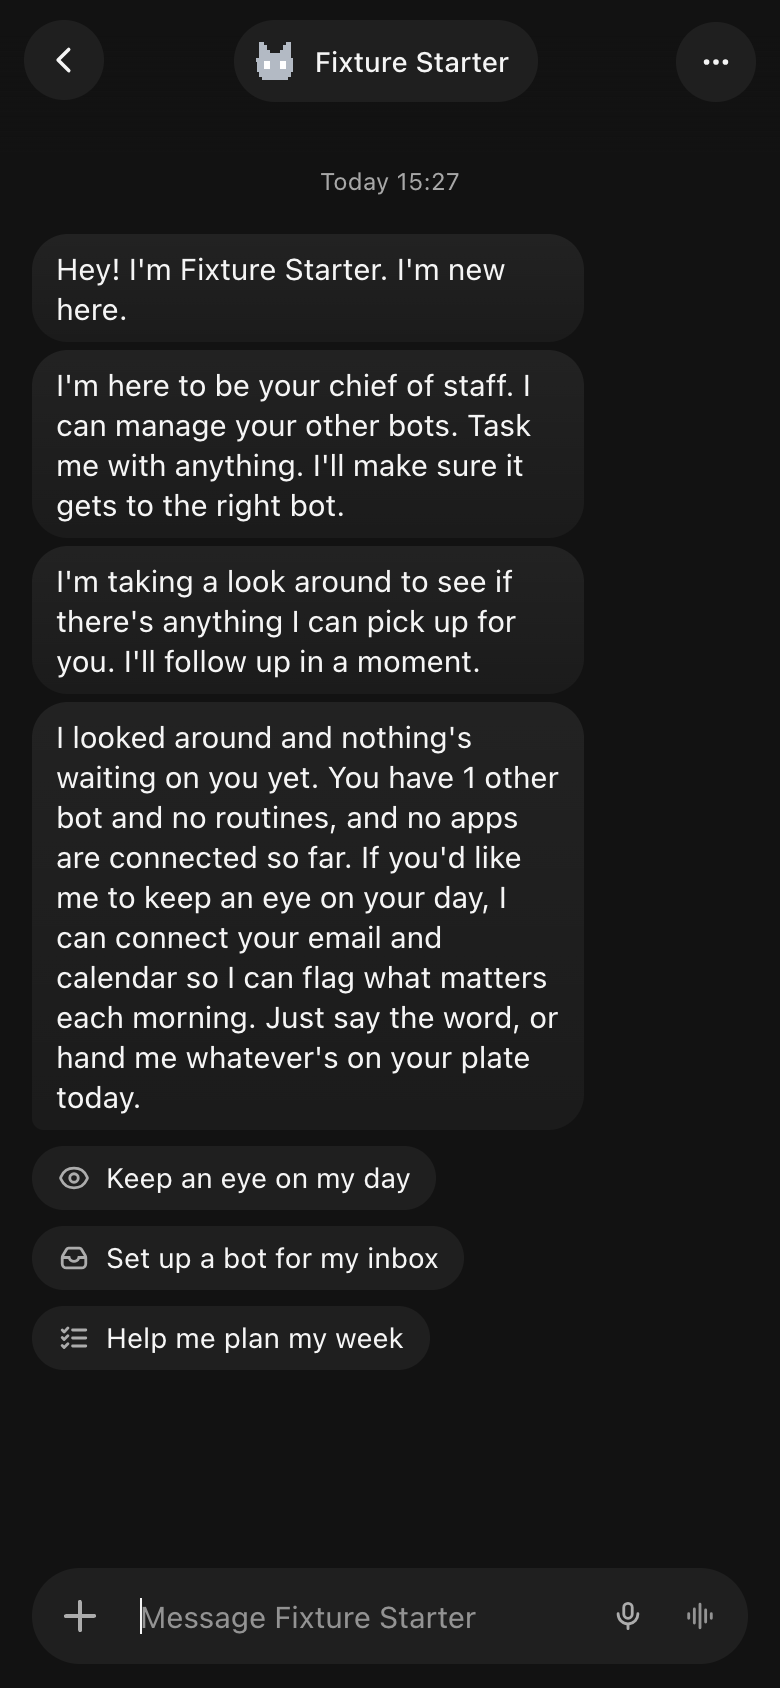 Fixture Starter
Today 15:27
Hey! I'm Fixture Starter. I'm new
here.
I'm here to be your chief of staff. I
can manage your other bots. Task
me with anything. I'll make sure it
gets to the right bot.
I'm taking a look around to see if
there's anything I can pick up for
you. I'll follow up in a moment.
I looked around and nothing's
waiting on you yet. You have 1 other
bot and no routines, and no apps
are connected so far. If you'd like
me to keep an eye on your day, I
can connect your email and
calendar so I can flag what matters
each morning. Just say the word, or
hand me whatever's on your plate
today.
Keep an eye on my day
Set up a bot for my inbox
Help me plan my week
Message Fixture Starter